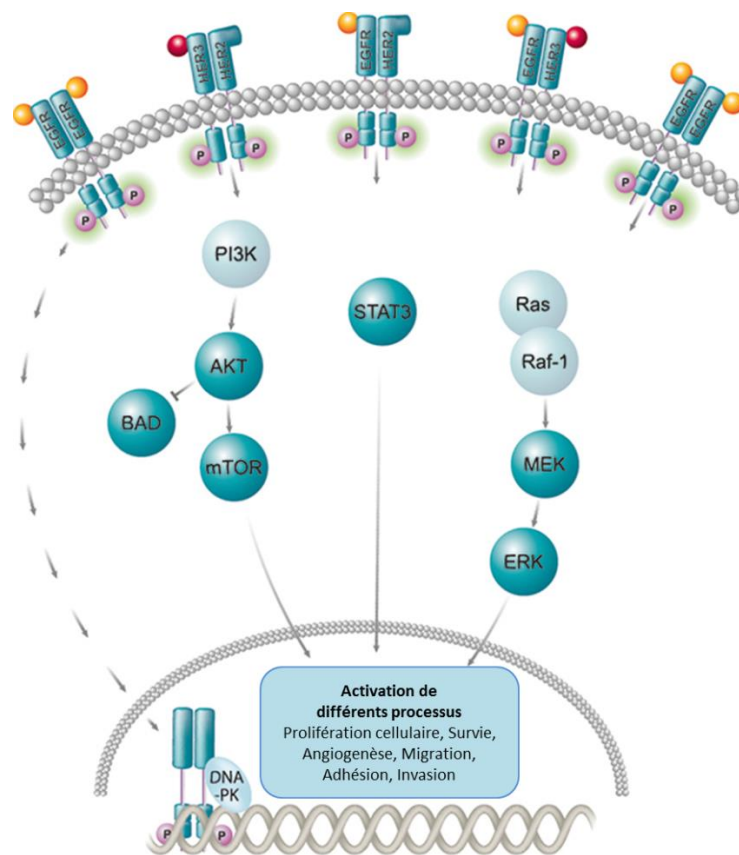 EGFR
EGFR
HER3
HER2
EGFR
HER2
EGFR
HER3
EGFR
EGFR
P
P
P
P
P
P
P
P
P
P
PI3K
STAT3
Ras
Raf-1
AKT
BAD
mTOR
MEK
ERK
Activation de
différents processus
Prolifération cellulaire, Survie,
Angiogenèse, Migration,
Adhésion, Invasion
DNA
-PK
P
P